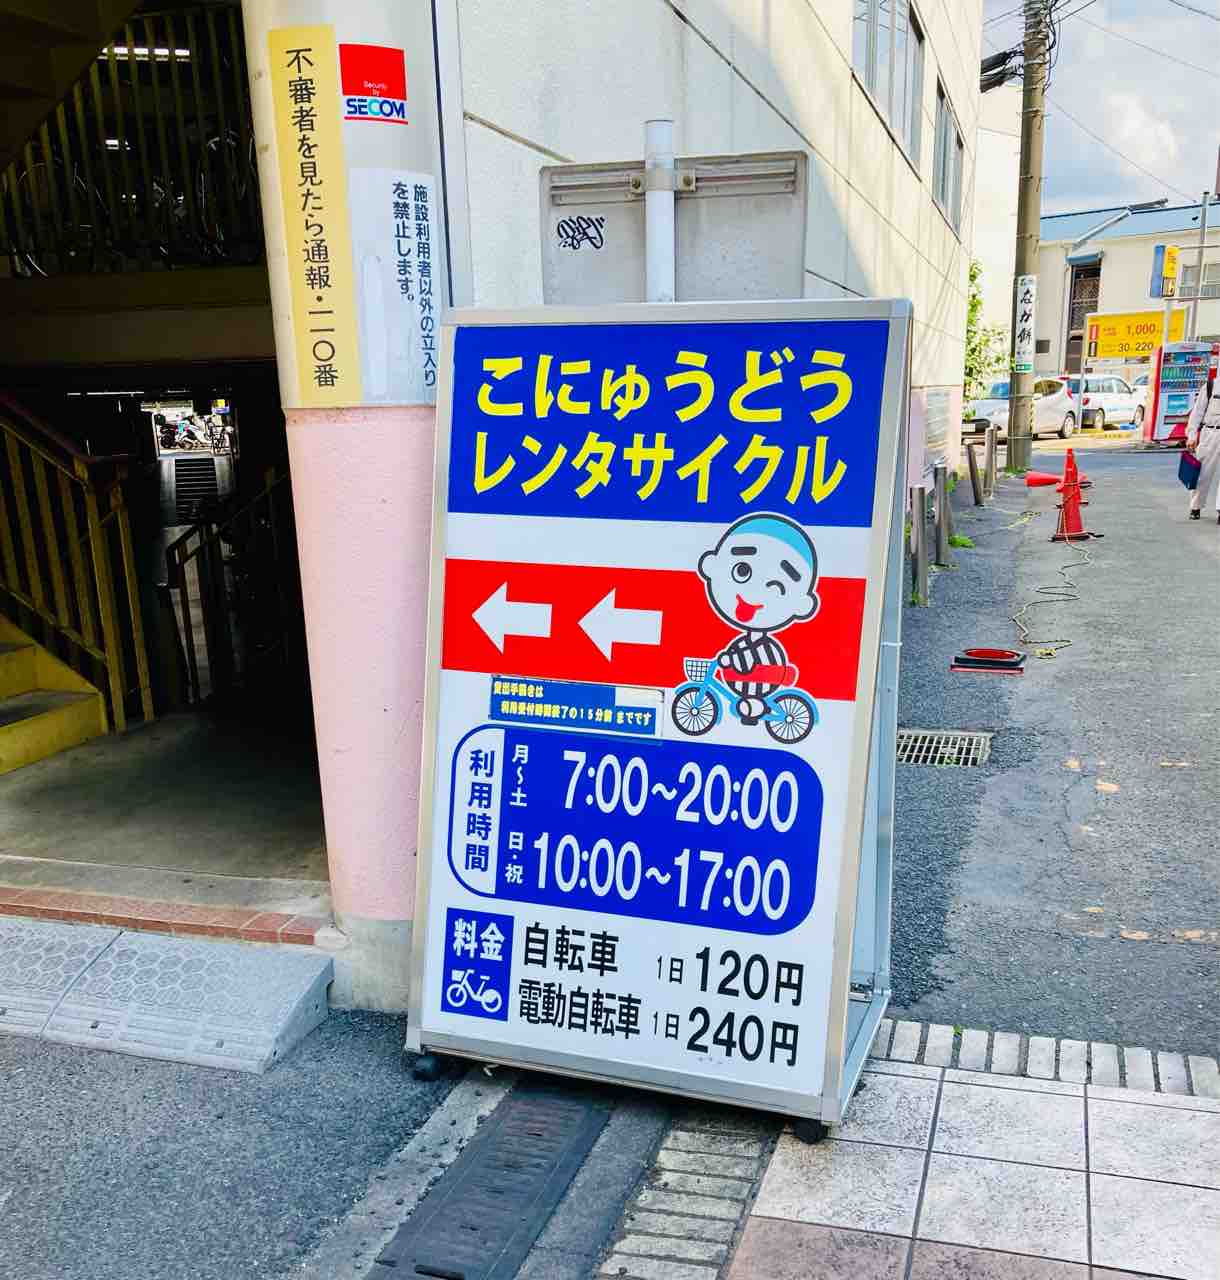 不審者を見たら通報・一一〇番
Security
by
SECOM
施設利用者以外の立入り
を禁止します。
こにゅうどう
レンタサイクル
貸出手続きは
利用受付時間終了の15分前 までです
利用時間
月～土 7:00～20:00
日・祝 10:00～17:00
料金
自転車 1日 120円
電動自転車 1日 240円
なが餅
1,000
30 220